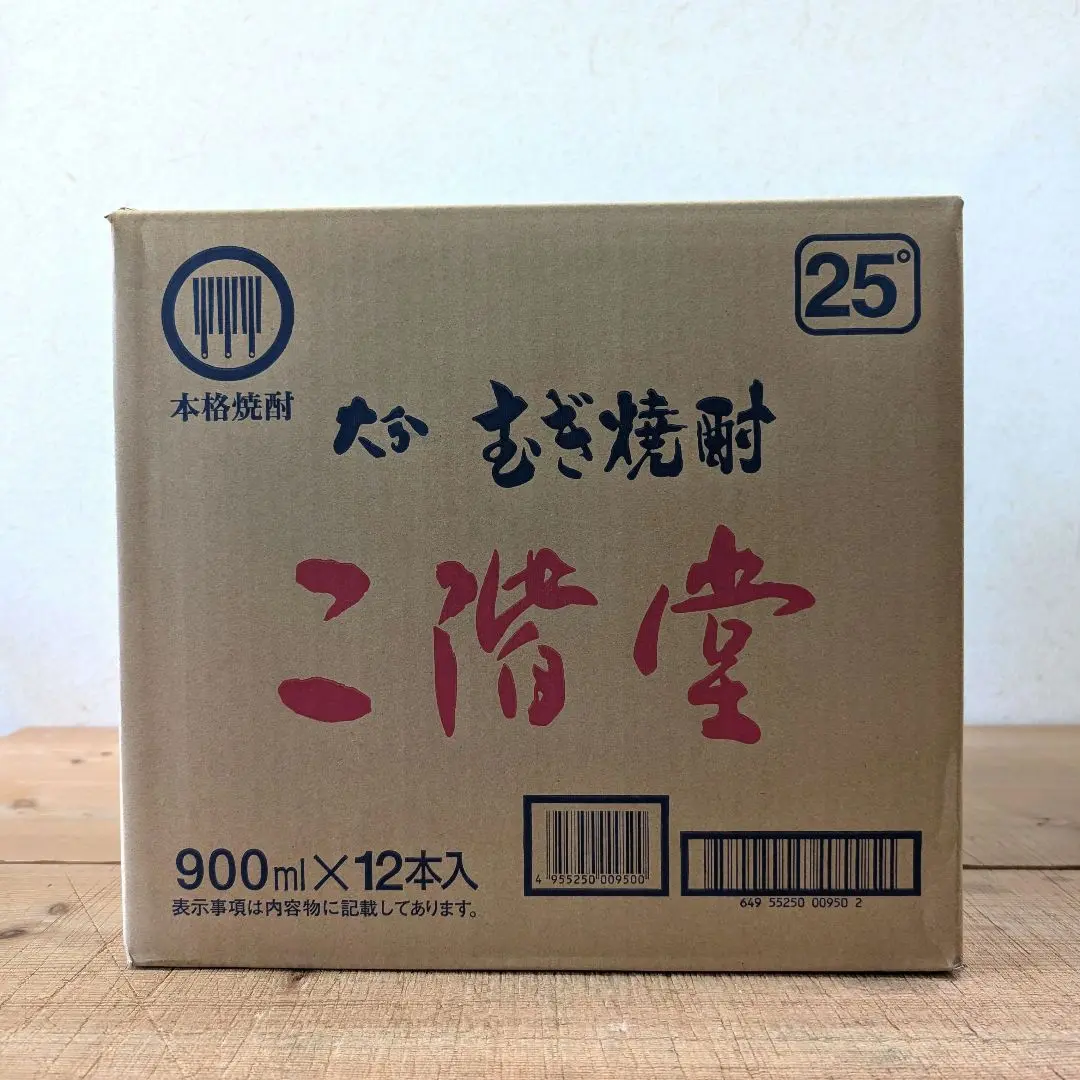 25°
本格焼酎
大分 むぎ焼酎
二階堂
900ml×12本入
表示事項は内容物に記載してあります。
4 955250 009500
649 55250 00950 2